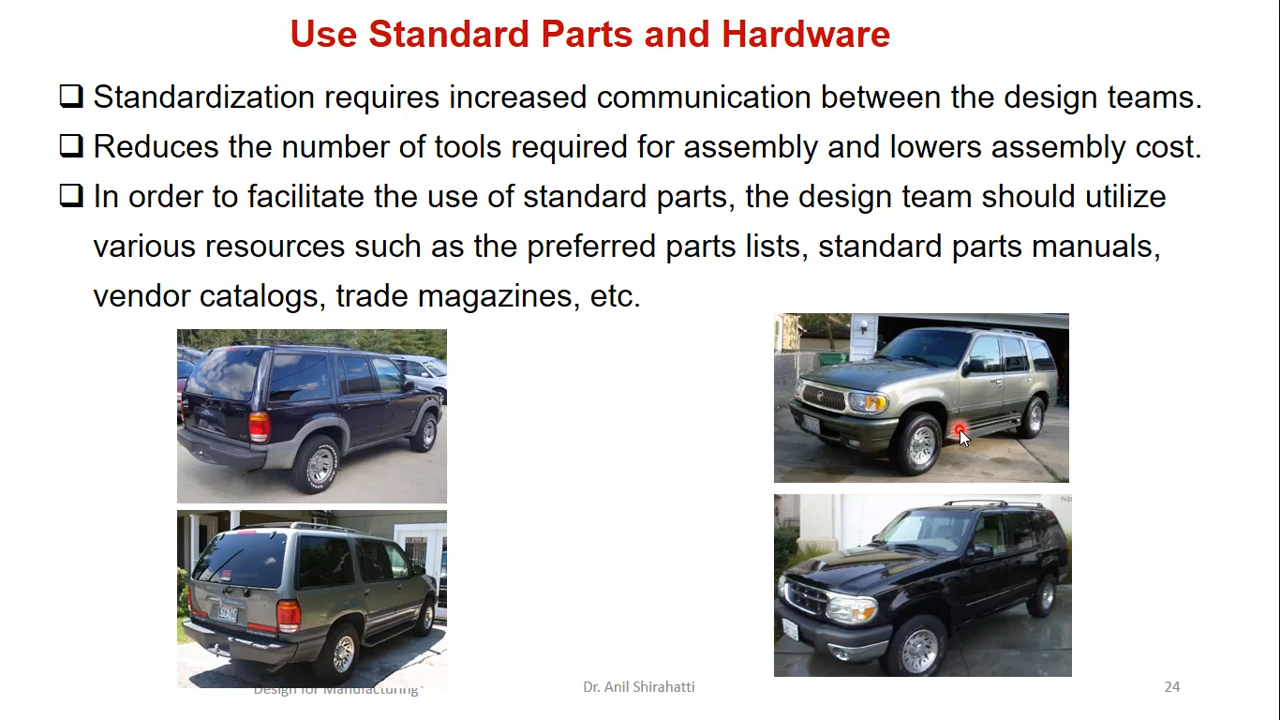 Use Standard Parts and Hardware
❑ Standardization requires increased communication between the design teams.
❑ Reduces the number of tools required for assembly and lowers assembly cost.
❑ In order to facilitate the use of standard parts, the design team should utilize
various resources such as the preferred parts lists, standard parts manuals,
vendor catalogs, trade magazines, etc.
Design for Manufacturing
Dr. Anil Shirahatti
24